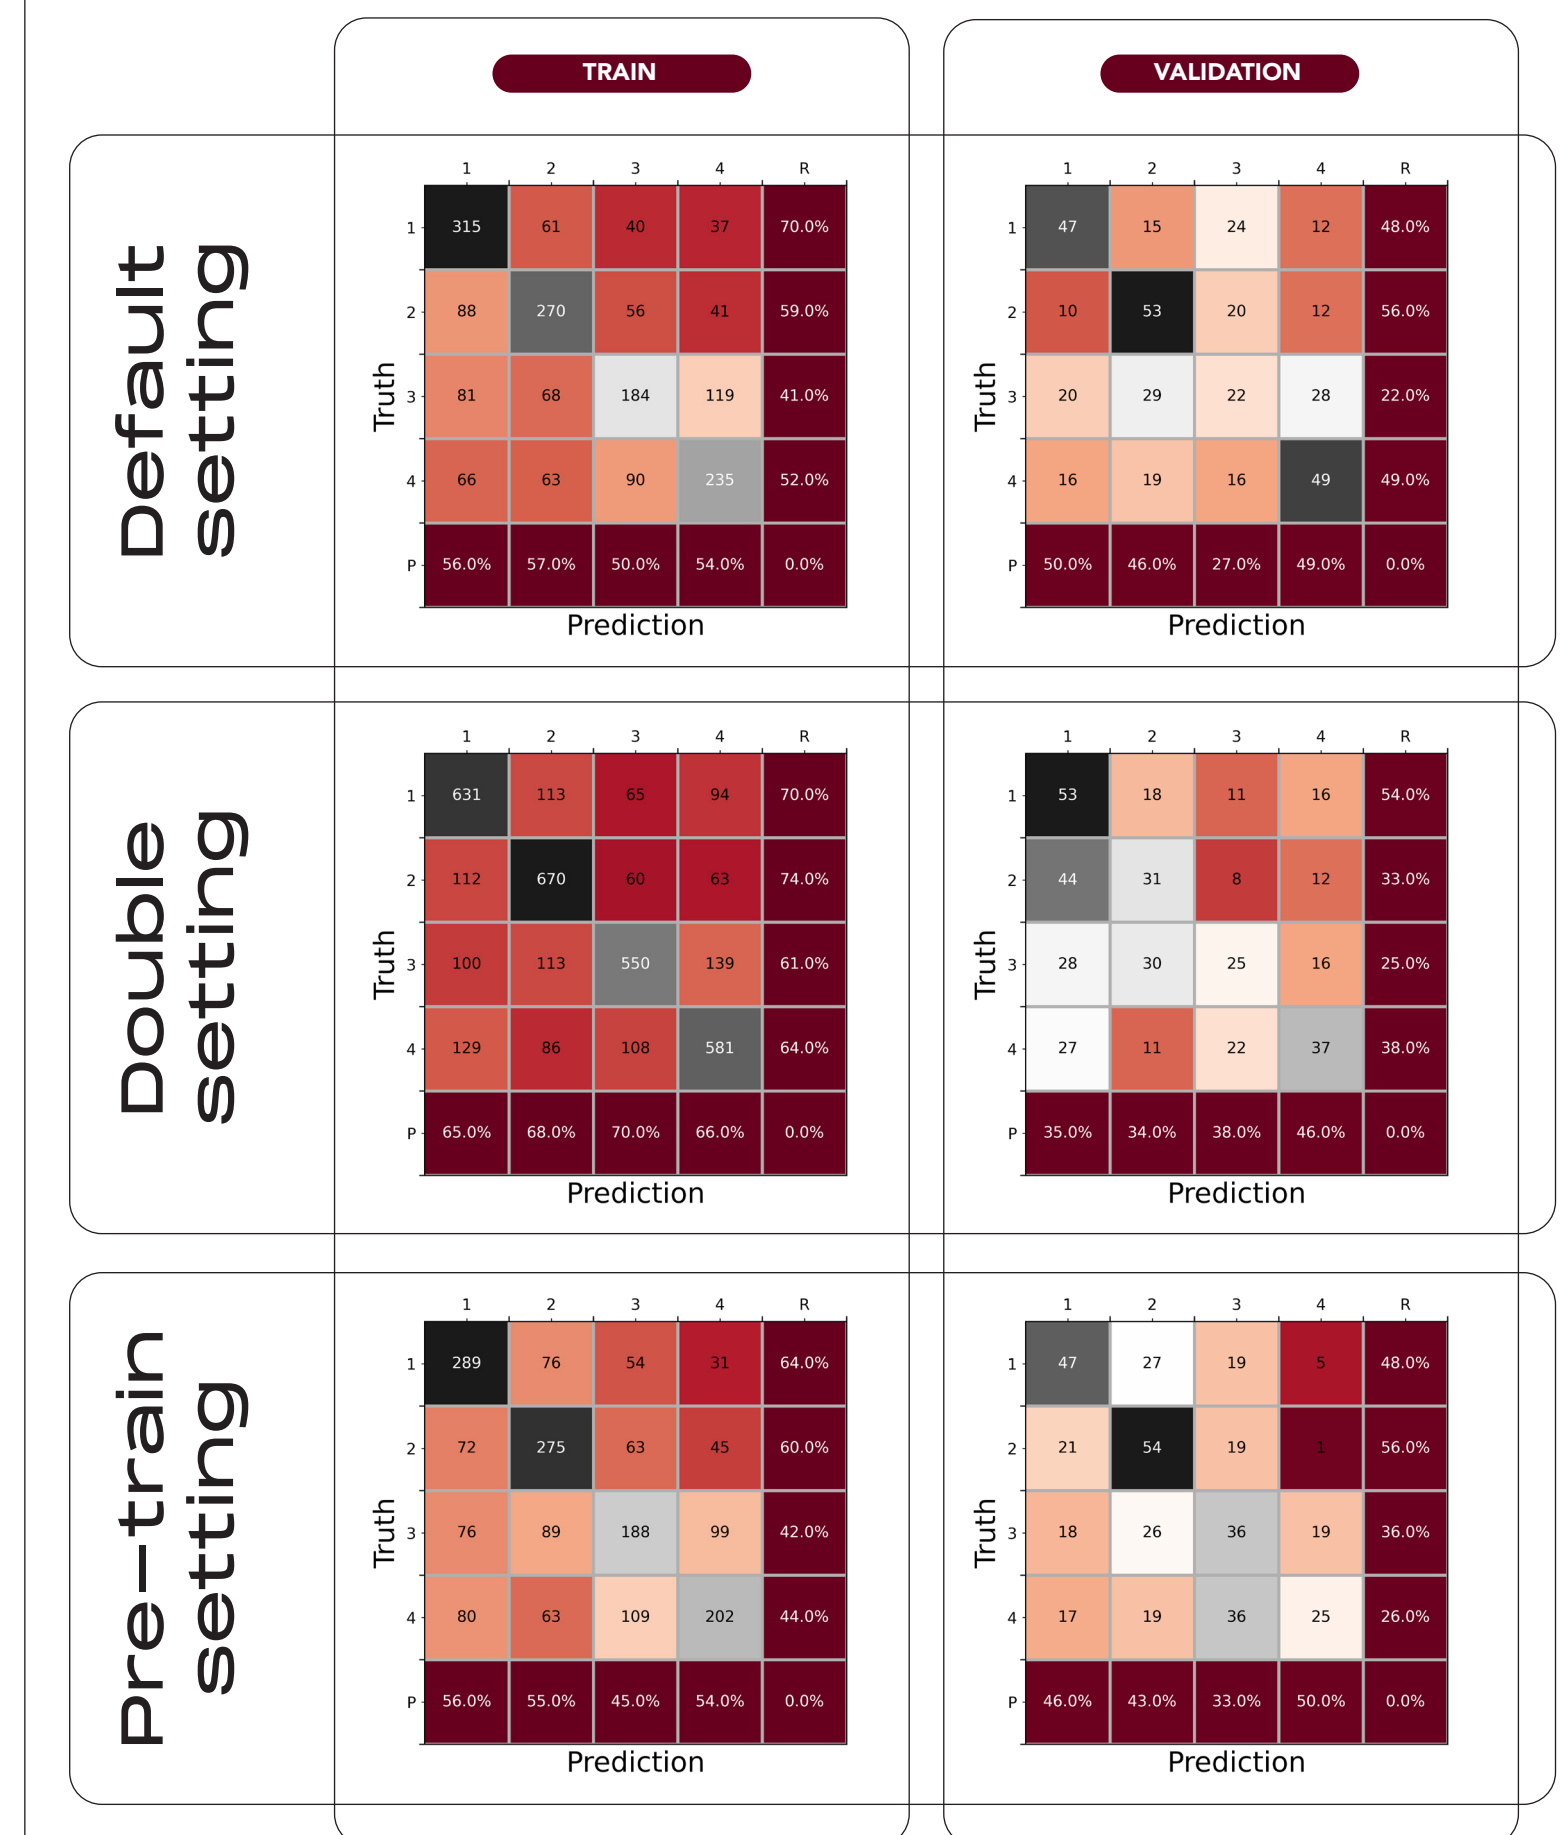 TRAIN
VALIDATION
Default
setting
1 2 3 4 R
1 315 61 40 37 70.0%
2 88 270 56 41 59.0%
3 81 68 184 119 41.0%
4 66 63 90 235 52.0%
P 56.0% 57.0% 50.0% 54.0% 0.0%
Truth
Prediction
1 2 3 4 R
1 47 15 24 12 48.0%
2 10 53 20 12 56.0%
3 20 29 22 28 22.0%
4 16 19 16 49 49.0%
P 50.0% 46.0% 27.0% 49.0% 0.0%
Truth
Prediction
Double
setting
1 2 3 4 R
1 631 113 65 94 70.0%
2 112 670 60 63 74.0%
3 100 113 550 139 61.0%
4 129 86 108 581 64.0%
P 65.0% 68.0% 70.0% 66.0% 0.0%
Truth
Prediction
1 2 3 4 R
1 53 18 11 16 54.0%
2 44 31 8 12 33.0%
3 28 30 25 16 25.0%
4 27 11 22 37 38.0%
P 35.0% 34.0% 38.0% 46.0% 0.0%
Truth
Prediction
Pre-train
setting
1 2 3 4 R
1 289 76 54 31 64.0%
2 72 275 63 45 60.0%
3 76 89 188 99 42.0%
4 80 63 109 202 44.0%
P 56.0% 55.0% 45.0% 54.0% 0.0%
Truth
Prediction
1 2 3 4 R
1 47 27 19 5 48.0%
2 21 54 19 1 56.0%
3 18 26 36 19 36.0%
4 17 19 36 25 26.0%
P 46.0% 43.0% 33.0% 50.0% 0.0%
Truth
Prediction